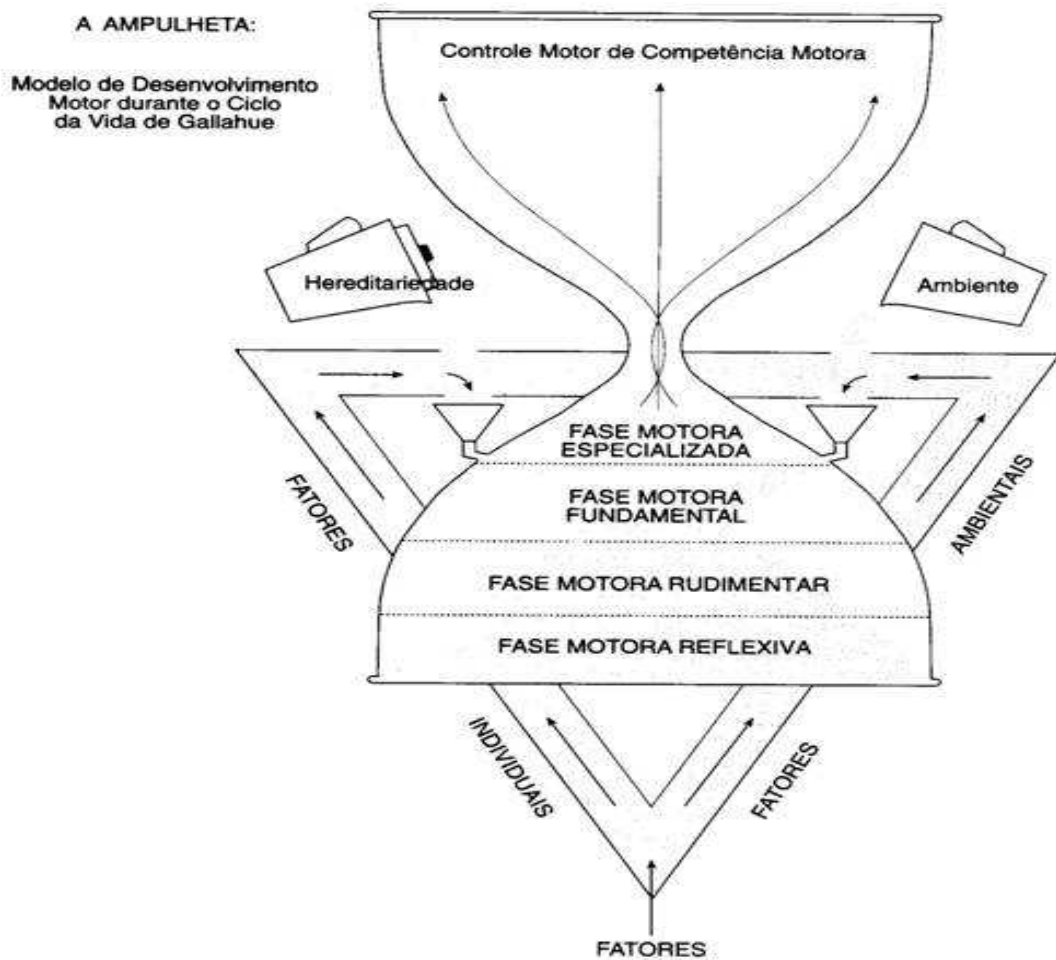 A AMPULHETA:
Modelo de Desenvolvimento
Motor durante o Ciclo
da Vida de Gallahue
Controle Motor de Competência Motora
Hereditariedade
Ambiente
FASE MOTORA
ESPECIALIZADA
FASE MOTORA
FUNDAMENTAL
FASE MOTORA RUDIMENTAR
FASE MOTORA REFLEXIVA
FATORES
AMBIENTAIS
INDIVIDUAIS
FATORES
FATORES